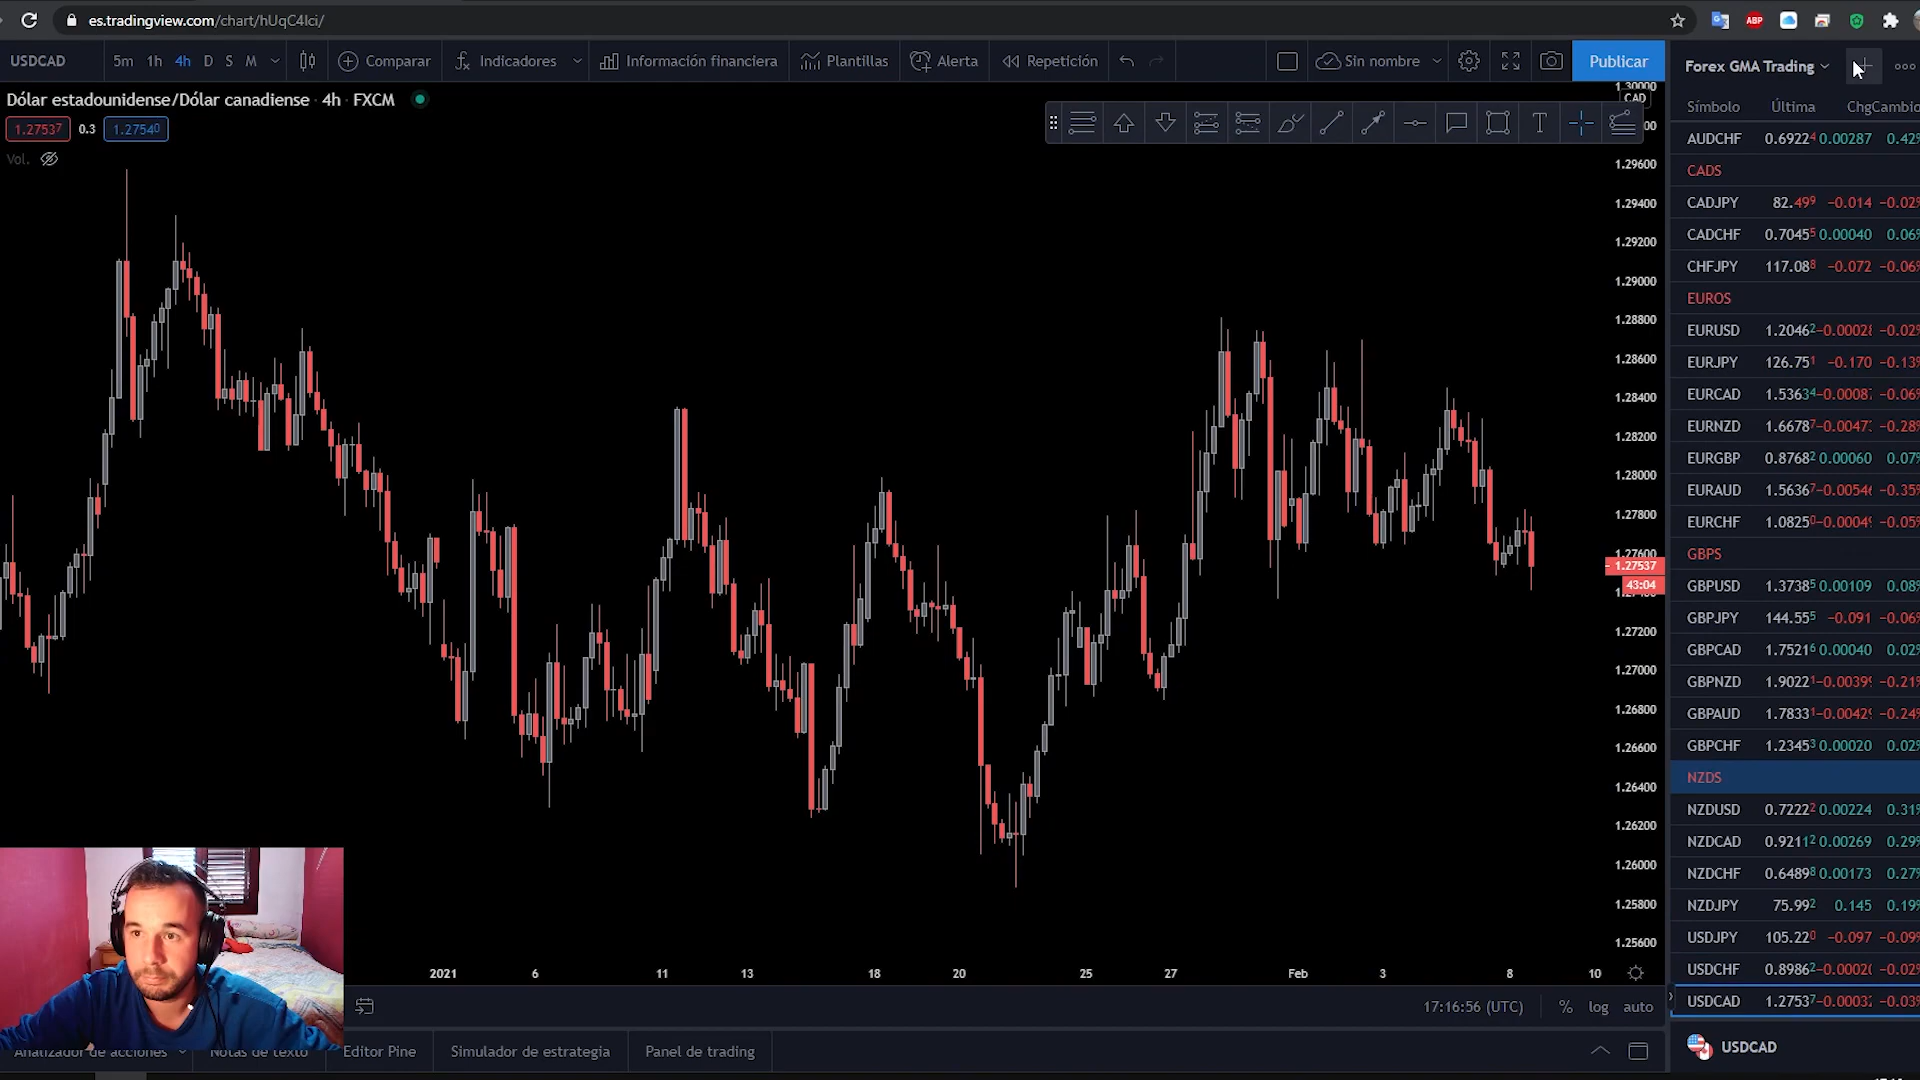 es.tradingview.com/chart/hUqC4Ici/
ABP
USDCAD 5m 1h 4h D S M Comparar Indicadores Información financiera Plantillas Alerta Repetición Sin nombre Publicar
Forex GMA Trading
Dólar estadounidense/Dólar canadiense · 4h · FXCM
1.27537 0.3 1.27540
Vol.
Símbolo Última ChgCambio
AUDCHF 0.69224 0.00287 0.42%
CADS
CADJPY 82.499 −0.014 −0.02%
CADCHF 0.70455 0.00040 0.06%
CHFJPY 117.088 −0.072 −0.06%
EUROS
EURUSD 1.20462 −0.00028 −0.02%
EURJPY 126.751 −0.170 −0.13%
EURCAD 1.53634 −0.0008 −0.06%
EURNZD 1.66787 −0.0047 −0.28%
EURGBP 0.87682 0.00060 0.07%
EURAUD 1.56367 −0.00546 −0.35%
EURCHF 1.08250 −0.00049 −0.05%
GBPS
GBPUSD 1.37385 0.00109 0.08%
GBPJPY 144.555 −0.091 −0.06%
GBPCAD 1.75216 0.00040 0.02%
GBPNZD 1.90221 −0.00399 −0.21%
GBPAUD 1.78331 −0.00429 −0.24%
GBPCHF 1.23453 0.00020 0.02%
NZDS
NZDUSD 0.72222 0.00224 0.31%
NZDCAD 0.92112 0.00269 0.29%
NZDCHF 0.64898 0.00173 0.27%
NZDJPY 75.992 0.145 0.19%
USDJPY 105.220 −0.097 −0.09%
USDCHF 0.89862 −0.00020 −0.02%
USDCAD 1.27537 −0.00032 −0.03%
USDCAD
1.30000
CAD
1.29600
1.29400
1.29200
1.29000
1.28800
1.28600
1.28400
1.28200
1.28000
1.27800
1.27600
1.27537
43:04
1.27200
1.27000
1.26800
1.26600
1.26400
1.26200
1.26000
1.25800
1.25600
2021 6 11 13 18 20 25 27 Feb 3 8 10
17:16:56 (UTC) % log auto
Analizador de acciones Notas de texto Editor Pine Simulador de estrategia Panel de trading